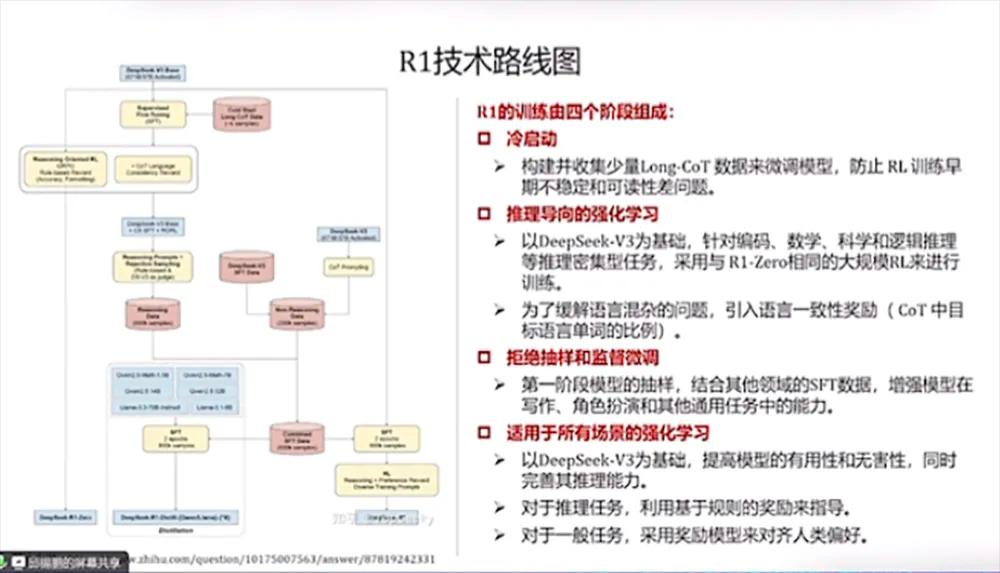 R1技术路线图
DeepSeek-V3-Base
(671B/37B Activated)
Supervised
Fine-Tuning
(SFT)
Cold Start
Long CoT Data
Reasoning Oriented RL
(GRPO)
Rule-based Reward
(Accuracy, Formatting)
+ CoT Language
Consistency Reward
DeepSeek-V3-Base
+ CS SFT + RORL
DeepSeek-V3
(671B/37B Activated)
Reasoning Prompts +
Rejection Sampling
(Rule-based &
DS-V3 as judge)
DeepSeek-V3
SFT Data
CoT Prompting
Reasoning
Data
(600k samples)
Non-Reasoning
Data
(200k samples)
Qwen2.5-Math-1.5B
Qwen2.5-Math-7B
Qwen2.5-14B
Qwen2.5-32B
Llama-3.3-70B-Instruct
Llama-3.1-8B
SFT
2 epochs
800k samples
Combined
SFT Data
(800k samples)
SFT
2 epochs
800k samples
RL
Reasoning + Preference Reward
Diverse Training Prompts
DeepSeek-R1-Zero
DeepSeek-R1-Distill-(Qwen/Llama)-(*B)
Distillation
R1的训练由四个阶段组成：
冷启动
构建并收集少量Long-CoT 数据来微调模型，防止 RL 训练早
期不稳定和可读性差问题。
推理导向的强化学习
以DeepSeek-V3为基础，针对编码、数学、科学和逻辑推理
等推理密集型任务，采用与 R1-Zero相同的大规模RL来进行
训练。
为了缓解语言混杂的问题，引入语言一致性奖励（ CoT 中目
标语言单词的比例）。
拒绝抽样和监督微调
第一阶段模型的抽样，结合其他领域的SFT数据，增强模型在
写作、角色扮演和其他通用任务中的能力。
适用于所有场景的强化学习
以DeepSeek-V3为基础，提高模型的有用性和无害性，同时
完善其推理能力。
对于推理任务，利用基于规则的奖励来指导。
对于一般任务，采用奖励模型来对齐人类偏好。
邱锡鹏的屏幕共享
w.zhihu.com/question/10175007563/answer/87819242331